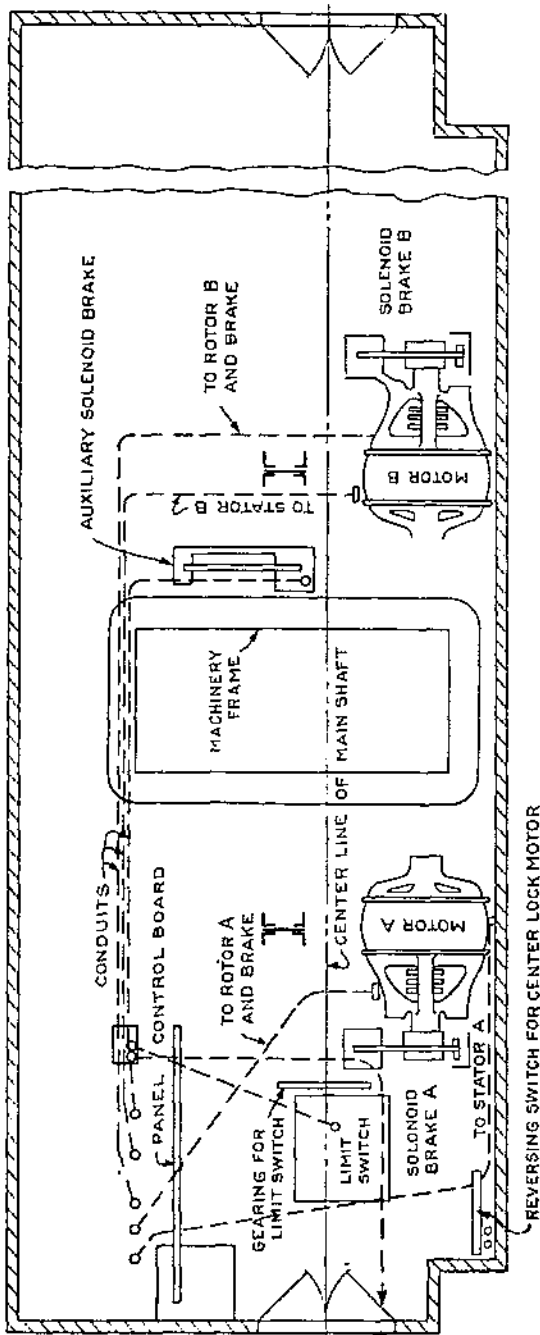 AUXILIARY SOLENOID BRAKE
TO ROTOR B
AND BRAKE
SOLENOID
BRAKE B
TO STATOR B
MOTOR B
MACHINERY
FRAME
CENTER LINE OF MAIN SHAFT
CONDUITS
PANEL CONTROL BOARD
TO ROTOR A
AND BRAKE
MOTOR A
GEARING FOR
LIMIT SWITCH
LIMIT
SWITCH
SOLONOID
BRAKE A
TO STATOR A
REVERSING SWITCH FOR CENTER LOCK MOTOR